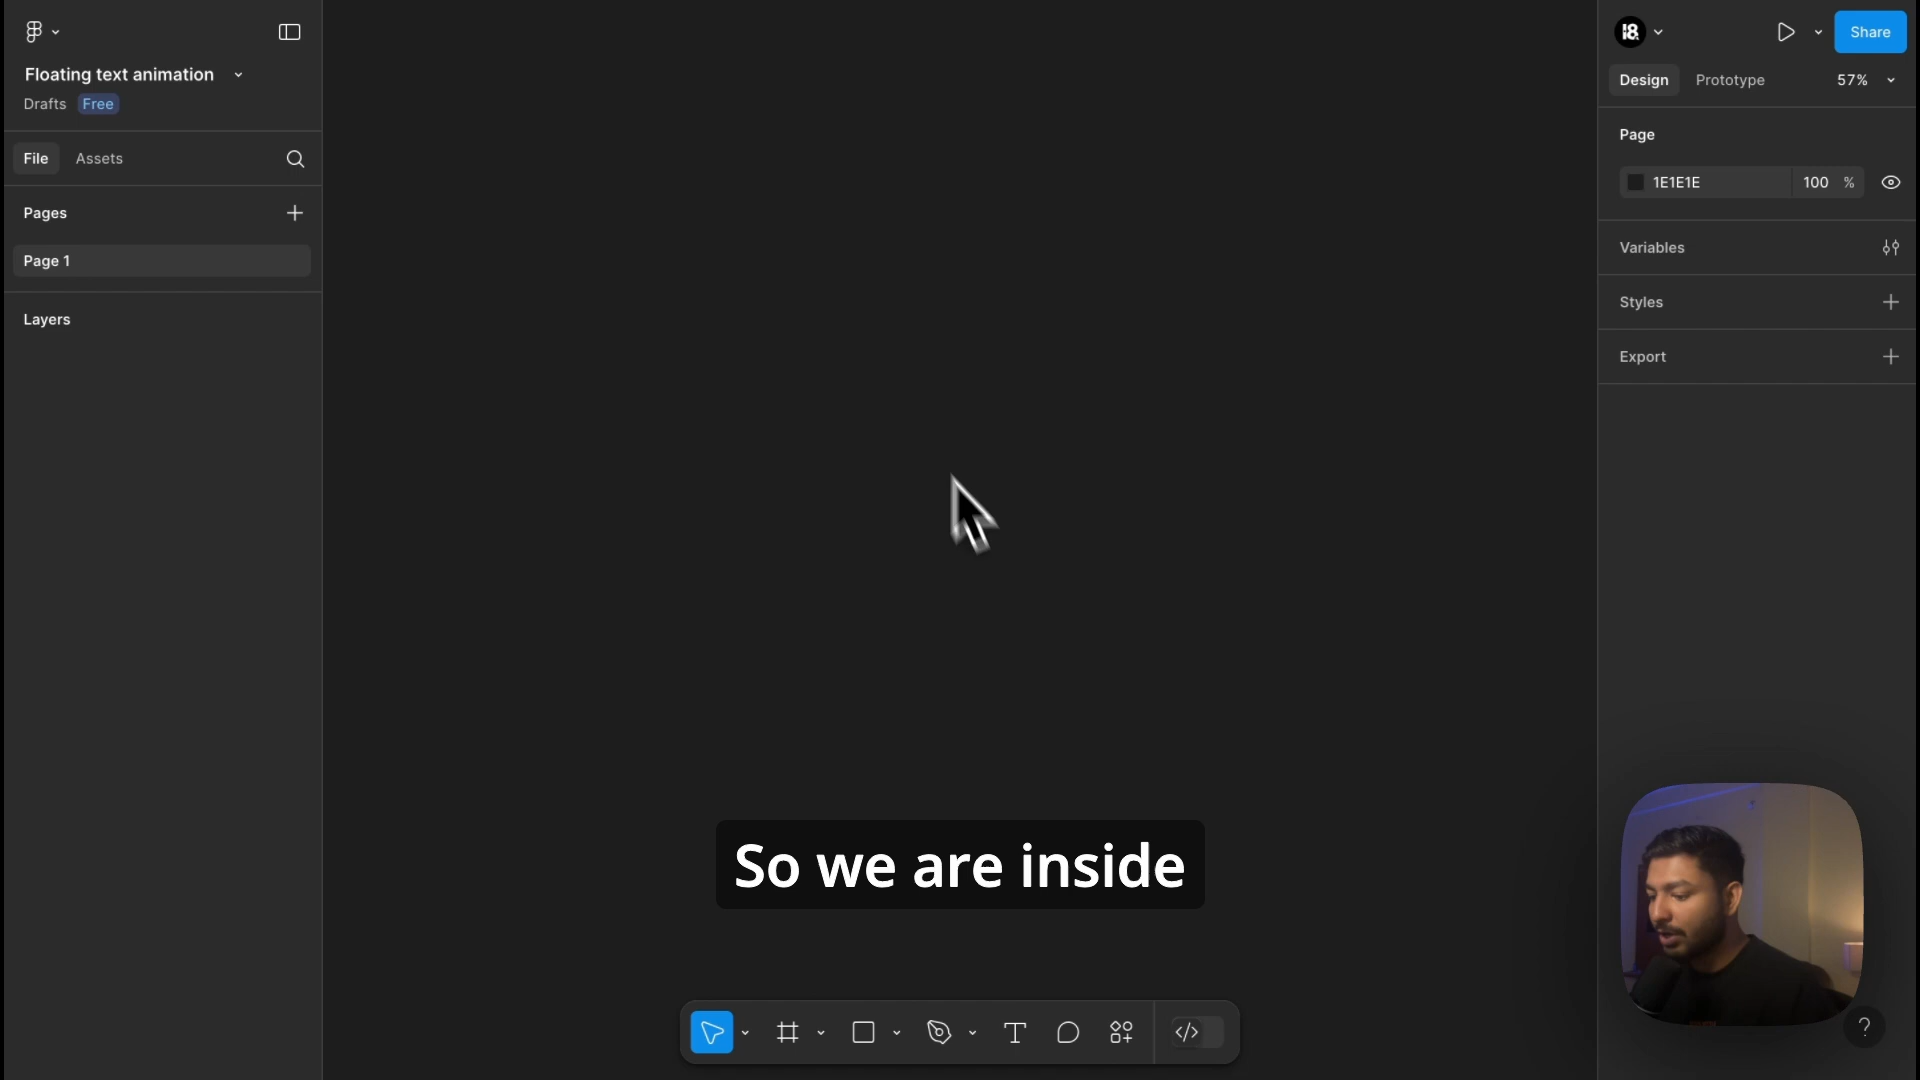 Floating text animation
Drafts Free
File Assets
Pages
Page 1
Layers
So we are inside
Share
Design Prototype 57%
Page
1E1E1E 100 %
Variables
Styles
Export
?